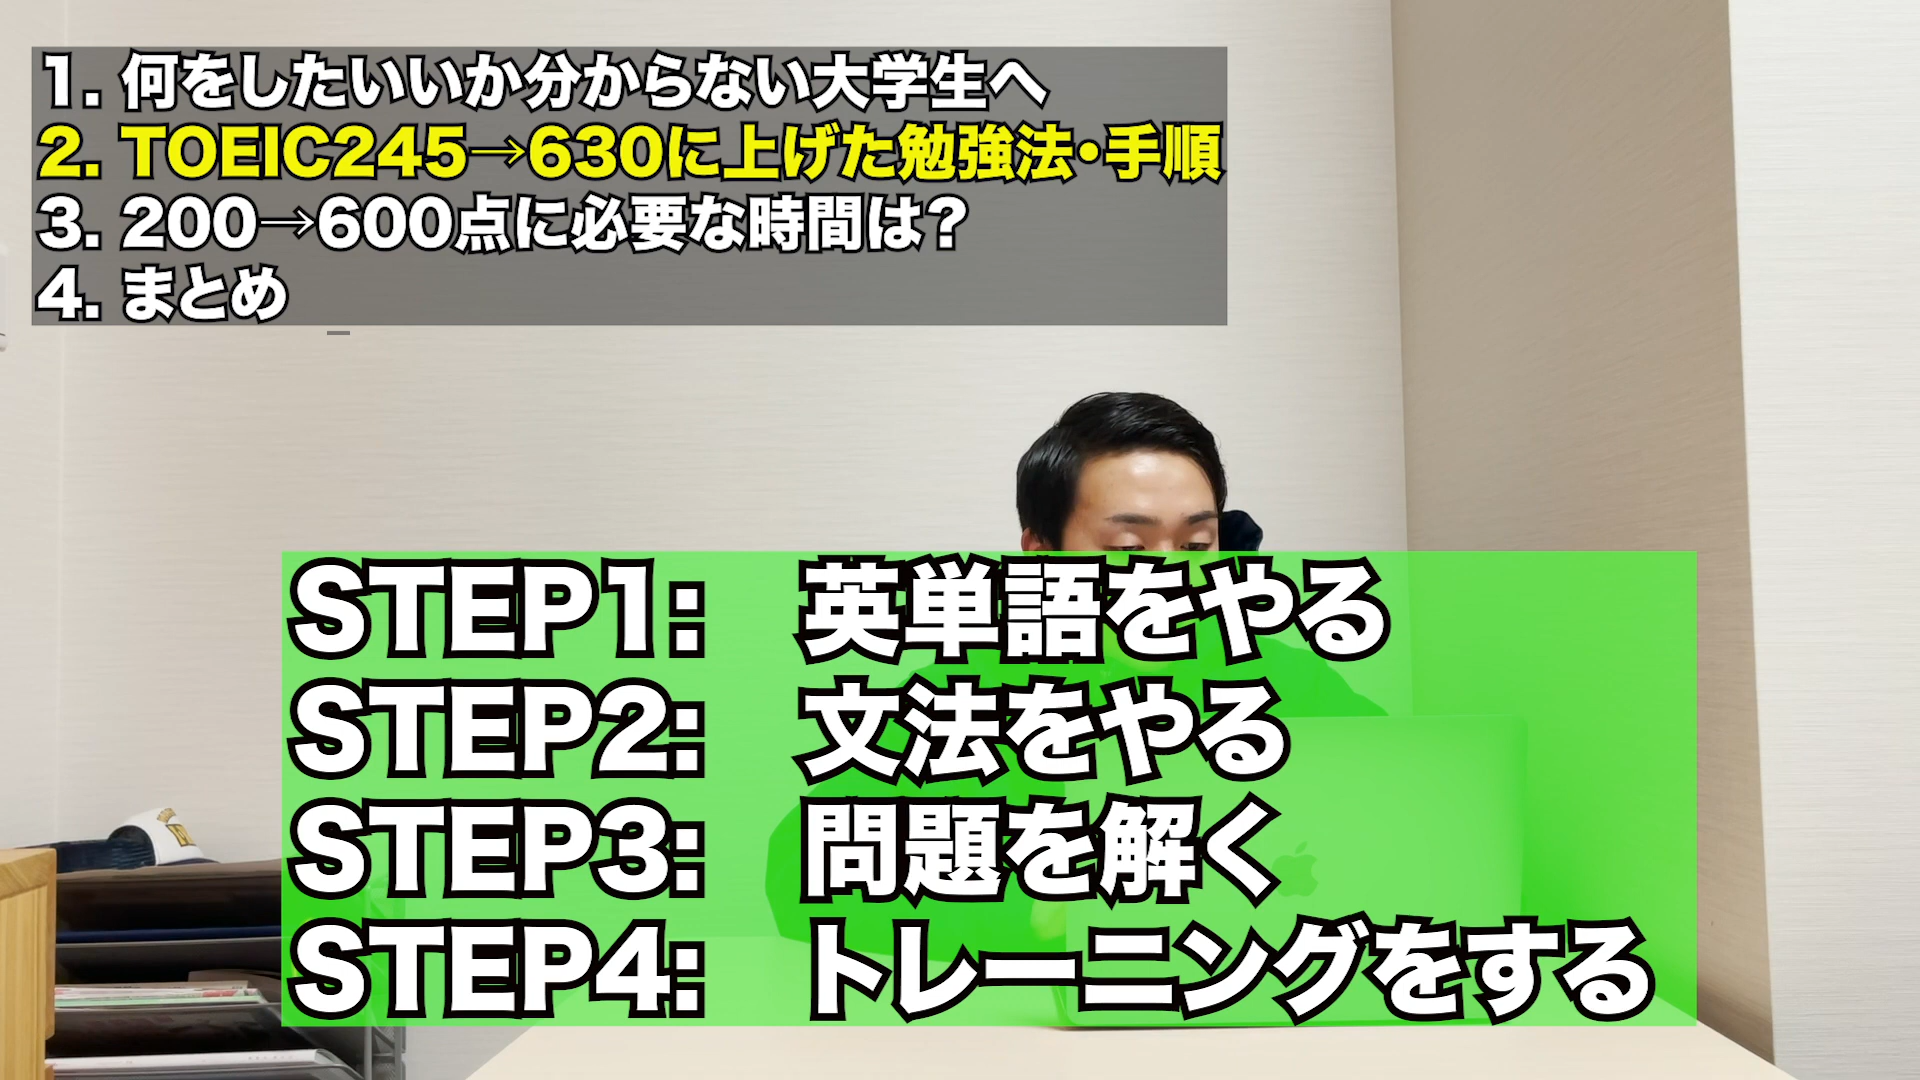 1. 何をしたいいか分からない大学生へ
2. TOEIC245→630に上げた勉強法・手順
3. 200→600点に必要な時間は？
4. まとめ
STEP1: 英単語をやる
STEP2: 文法をやる
STEP3: 問題を解く
STEP4: トレーニングをする